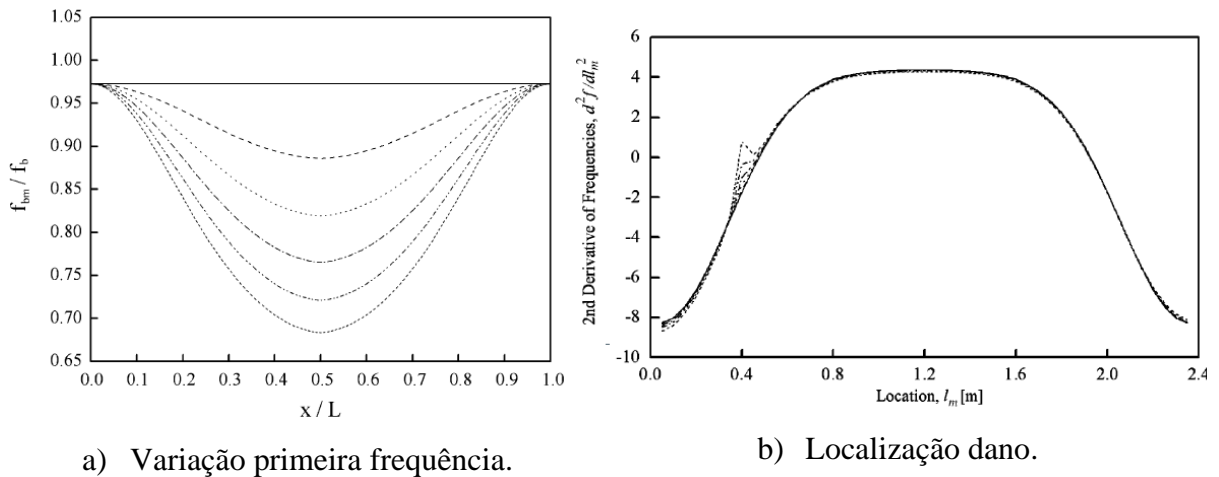 1.05
1.00
0.95
0.90
0.85
0.80
0.75
0.70
0.65
f_bm / f_b
0.0 0.1 0.2 0.3 0.4 0.5 0.6 0.7 0.8 0.9 1.0
x / L
a) Variação primeira frequência.
6
4
2
0
-2
-4
-6
-8
-10
2nd Derivative of Frequencies, d²f/dl_m²
0.0 0.4 0.8 1.2 1.6 2.0 2.4
Location, l_m [m]
b) Localização dano.